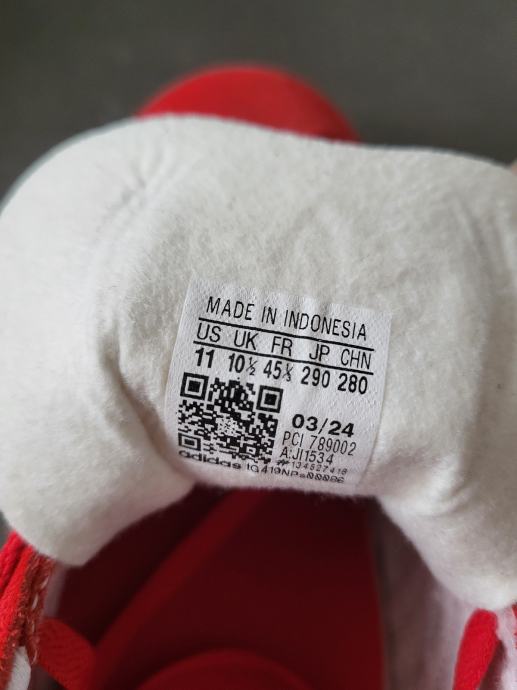 MADE IN INDONESIA
US UK FR JP CHN
11 10½ 45⅓ 290 280
03/24
PCI 789002
A:JI1534
#134527418
adidas